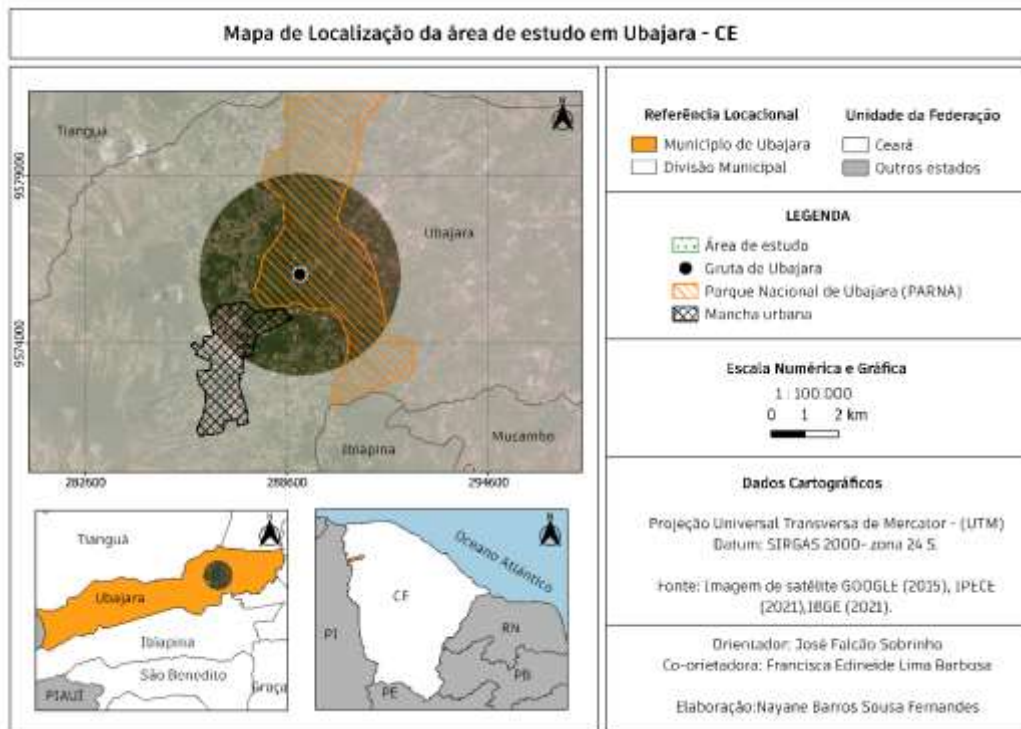 Mapa de Localização da área de estudo em Ubajara - CE
N
Tianguá
Ubajara
Ibiapina
Mucambo
9579000
9574000
282600
288600
294600
N
Tianguá
Ubajara
Ibiapina
São Benedito
Graça
PIAUÍ
N
Oceano Atlântico
CE
PI
RN
PB
PE
Referência Locacional
Município de Ubajara
Divisão Municipal
Unidade da Federação
Ceará
Outros estados
LEGENDA
Área de estudo
Gruta de Ubajara
Parque Nacional de Ubajara (PARNA)
Mancha urbana
Escala Numérica e Gráfica
1 : 100.000
0 1 2 km
Dados Cartográficos
Projeção Universal Transversa de Mercator - (UTM)
Datum: SIRGAS 2000- zona 24 S.
Fonte: Imagem de satélite GOOGLE (2015), IPECE
(2021),IBGE (2021).
Orientador: José Falcão Sobrinho
Co-orietadora: Francisca Edineide Lima Barbosa
Elaboração:Nayane Barros Sousa Fernandes